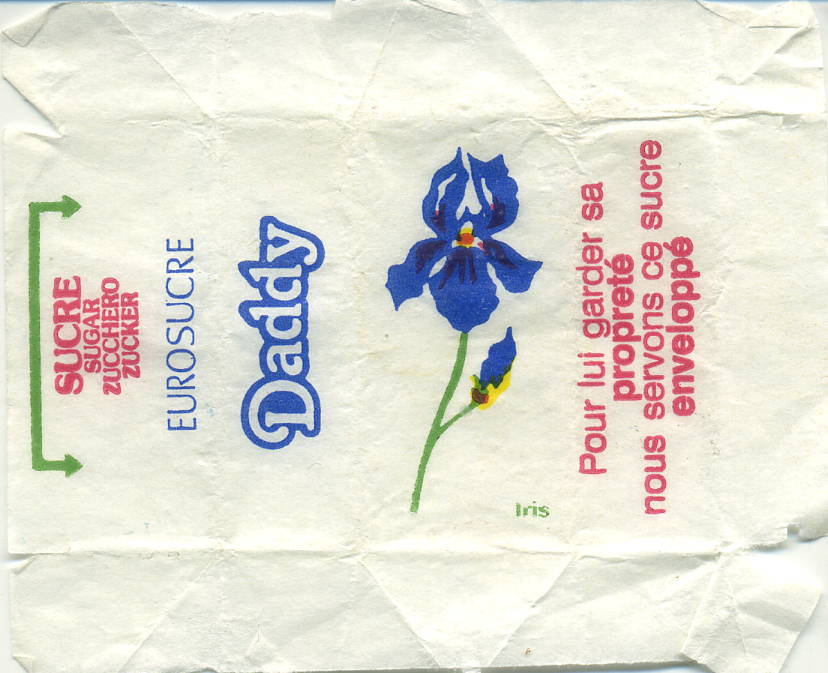 SUCRE
SUGAR
ZUCCHERO
ZUCKER
EUROSUCRE
Daddy
Iris
Pour lui garder sa
propreté
nous servons ce sucre
enveloppé